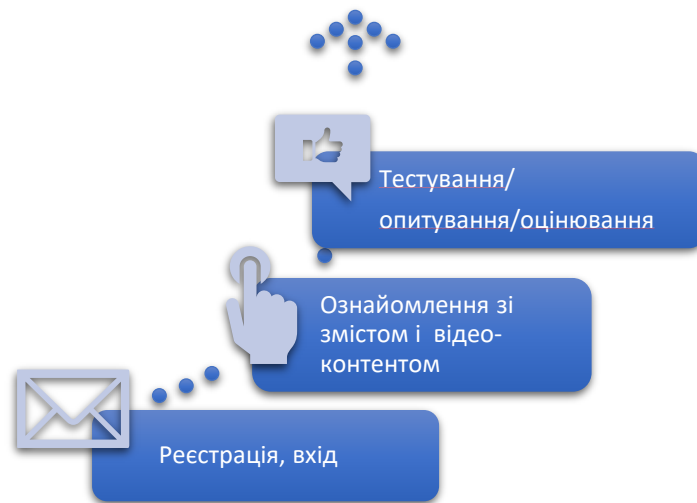 Тестування/
опитування/оцінювання
Ознайомлення зі
змістом і відео-
контентом
Реєстрація, вхід